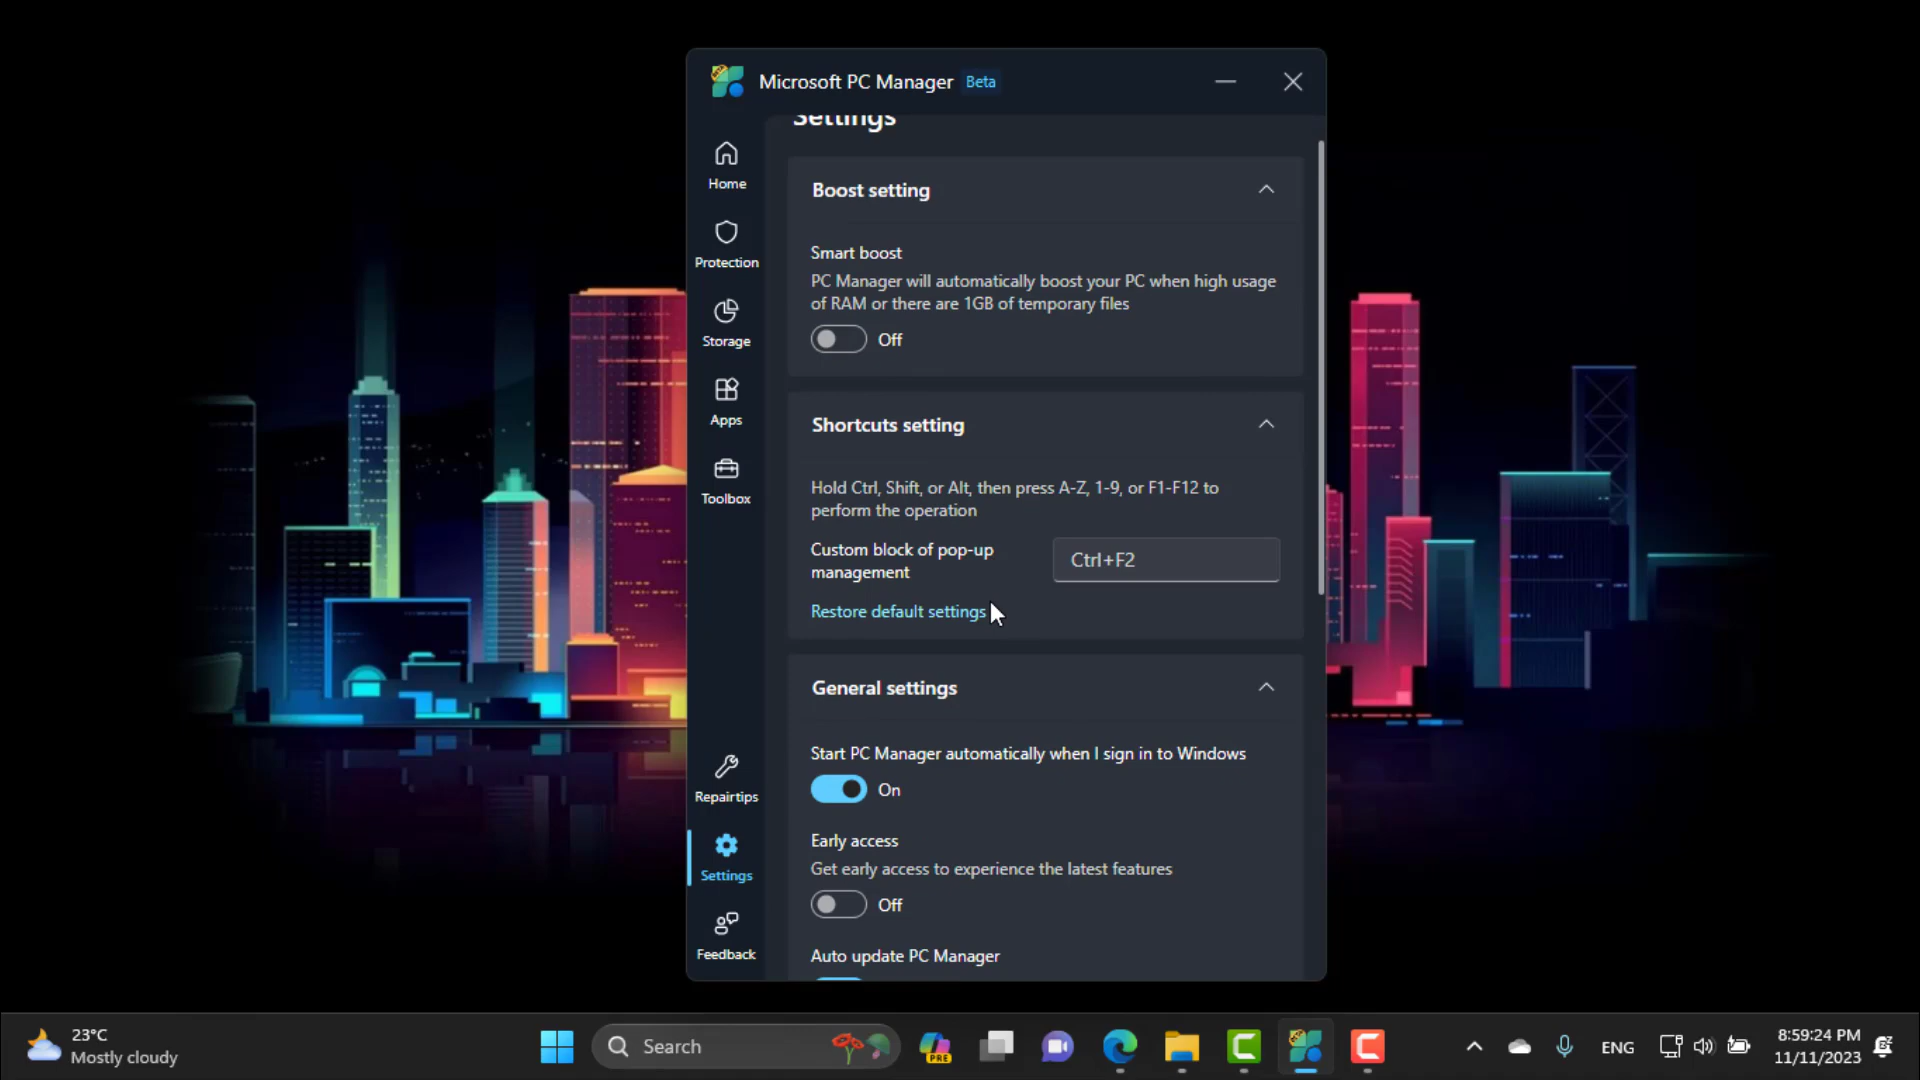 Microsoft PC Manager Beta
Settings
Home
Protection
Storage
Apps
Toolbox
Repairtips
Settings
Feedback
Boost setting
Smart boost
PC Manager will automatically boost your PC when high usage
of RAM or there are 1GB of temporary files
Off
Shortcuts setting
Hold Ctrl, Shift, or Alt, then press A-Z, 1-9, or F1-F12 to
perform the operation
Custom block of pop-up
management
Ctrl+F2
Restore default settings
General settings
Start PC Manager automatically when I sign in to Windows
On
Early access
Get early access to experience the latest features
Off
Auto update PC Manager
23°C
Mostly cloudy
Search
PRE
ENG
8:59:24 PM
11/11/2023